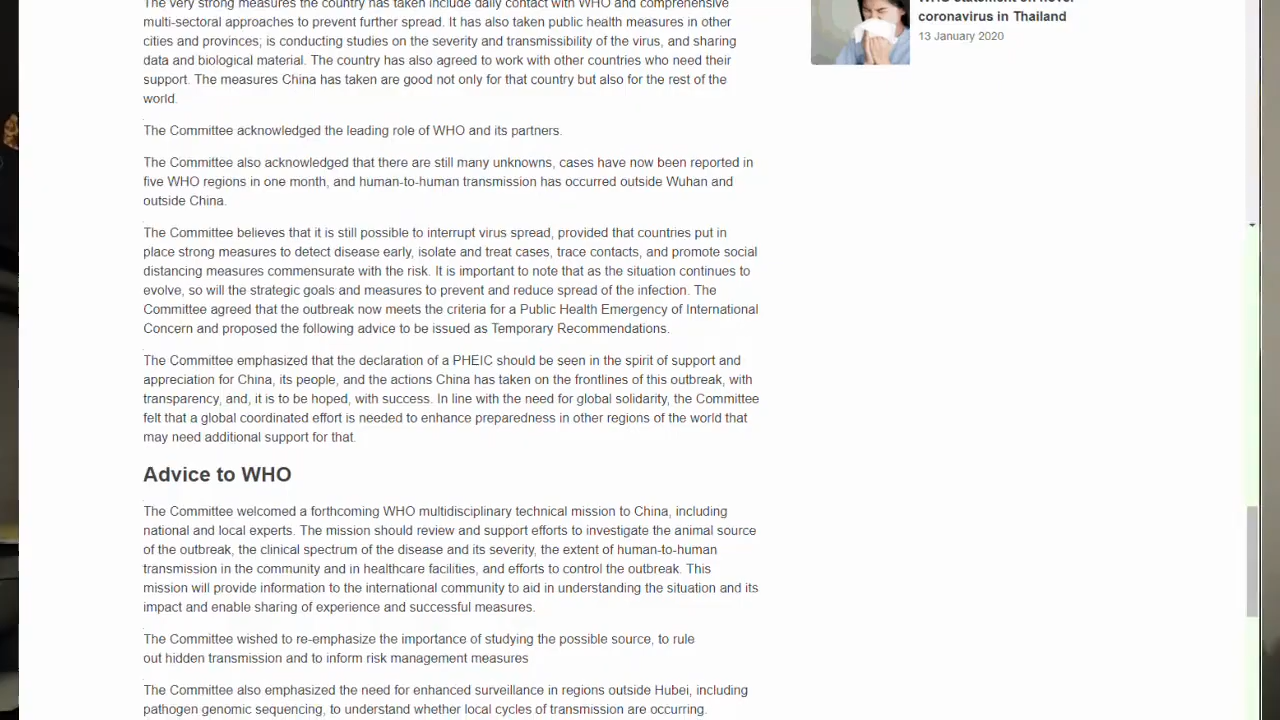 The very strong measures the country has taken include daily contact with WHO and comprehensive
multi-sectoral approaches to prevent further spread. It has also taken public health measures in other
cities and provinces; is conducting studies on the severity and transmissibility of the virus, and sharing
data and biological material. The country has also agreed to work with other countries who need their
support. The measures China has taken are good not only for that country but also for the rest of the
world.
The Committee acknowledged the leading role of WHO and its partners.
The Committee also acknowledged that there are still many unknowns, cases have now been reported in
five WHO regions in one month, and human-to-human transmission has occurred outside Wuhan and
outside China.
The Committee believes that it is still possible to interrupt virus spread, provided that countries put in
place strong measures to detect disease early, isolate and treat cases, trace contacts, and promote social
distancing measures commensurate with the risk. It is important to note that as the situation continues to
evolve, so will the strategic goals and measures to prevent and reduce spread of the infection. The
Committee agreed that the outbreak now meets the criteria for a Public Health Emergency of International
Concern and proposed the following advice to be issued as Temporary Recommendations.
The Committee emphasized that the declaration of a PHEIC should be seen in the spirit of support and
appreciation for China, its people, and the actions China has taken on the frontlines of this outbreak, with
transparency, and, it is to be hoped, with success. In line with the need for global solidarity, the Committee
felt that a global coordinated effort is needed to enhance preparedness in other regions of the world that
may need additional support for that.
Advice to WHO
The Committee welcomed a forthcoming WHO multidisciplinary technical mission to China, including
national and local experts. The mission should review and support efforts to investigate the animal source
of the outbreak, the clinical spectrum of the disease and its severity, the extent of human-to-human
transmission in the community and in healthcare facilities, and efforts to control the outbreak. This
mission will provide information to the international community to aid in understanding the situation and its
impact and enable sharing of experience and successful measures.
The Committee wished to re-emphasize the importance of studying the possible source, to rule
out hidden transmission and to inform risk management measures
The Committee also emphasized the need for enhanced surveillance in regions outside Hubei, including
pathogen genomic sequencing, to understand whether local cycles of transmission are occurring.
WHO statement on novel
coronavirus in Thailand
13 January 2020